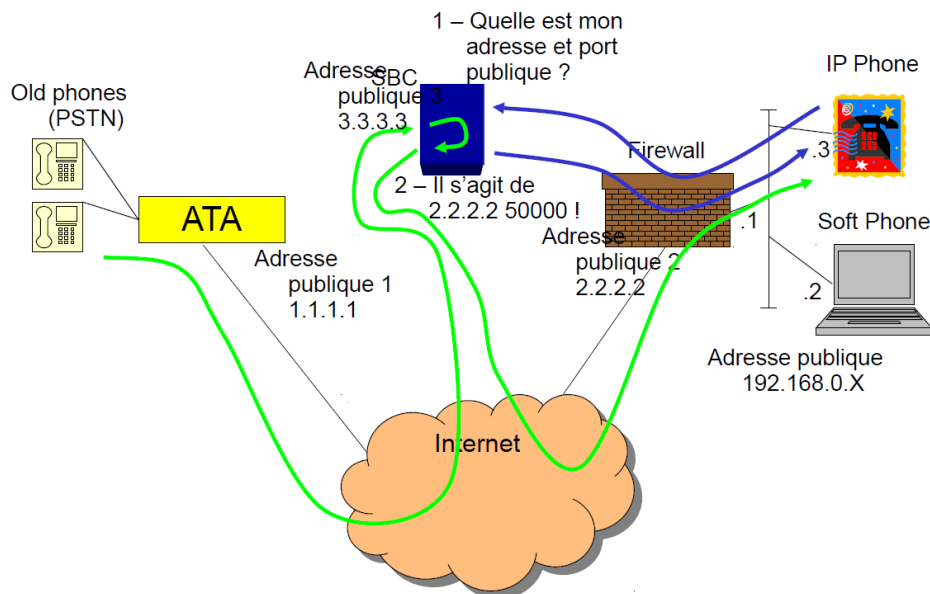 1 – Quelle est mon
adresse et port
publique ?
Adresse
publique 3
3.3.3.3
SBC
IP Phone
Old phones
(PSTN)
Firewall
.3
2 – Il s’agit de
2.2.2.2 50000 !
ATA
.1
Soft Phone
Adresse
publique 1
1.1.1.1
Adresse
publique 2
2.2.2.2
.2
Adresse publique
192.168.0.X
Internet